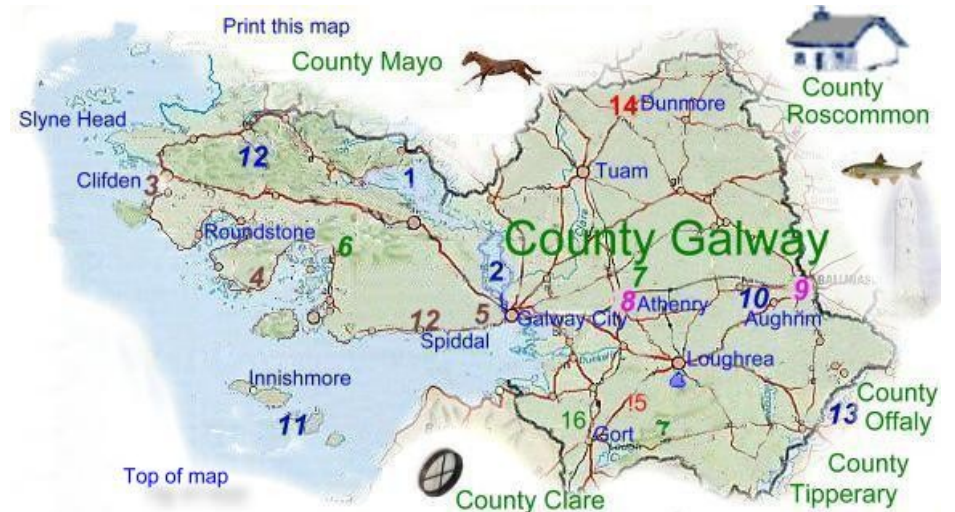 Print this map
County Mayo
County
Roscommon
14 Dunmore
Slyne Head
12
1
Tuam
Clifden 3
Roundstone
6
County Galway
4
2
7
8 Athenry
10
9
12
5
Galway City
Aughrim
Spiddal
Loughrea
Innishmore
!5
16
County
Offaly
13
11
Gort
7
Top of map
County
Tipperary
County Clare